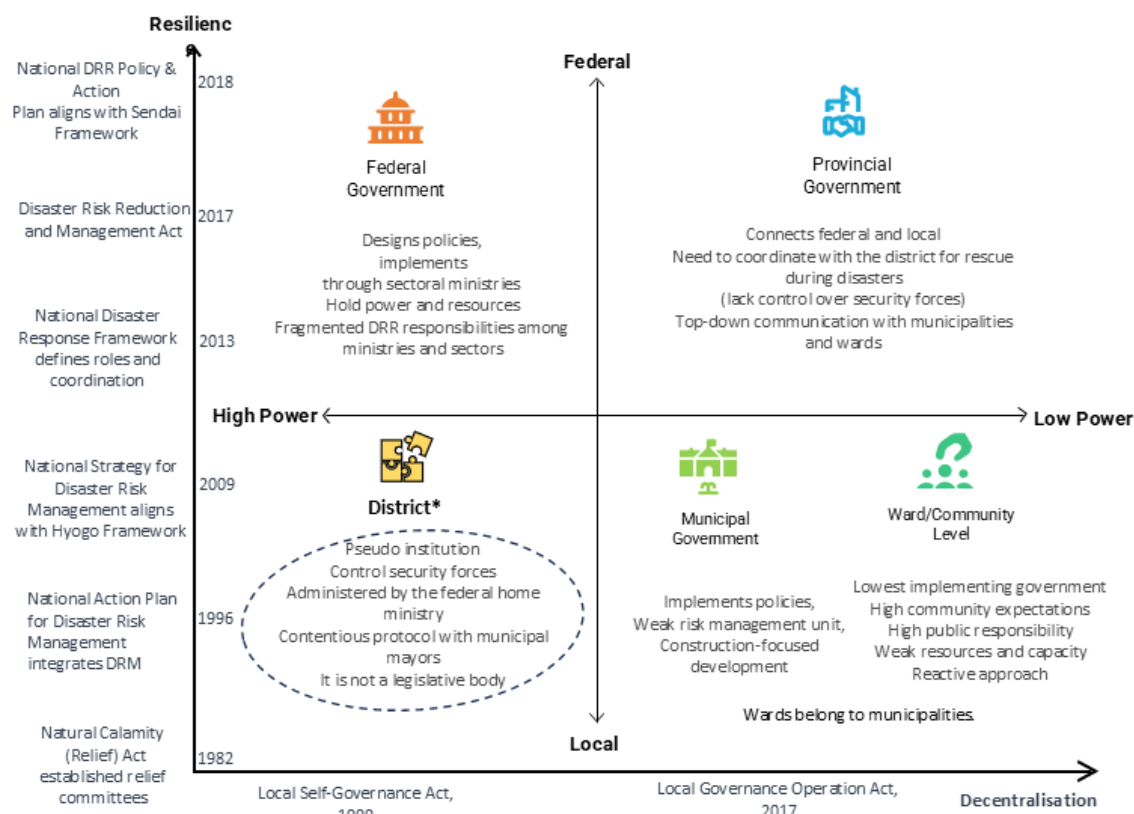 Resilienc
e
National DRR Policy &
Action
Plan aligns with Sendai
Framework
2018
Disaster Risk Reduction
and Management Act
2017
National Disaster
Response Framework
defines roles and
coordination
2013
National Strategy for
Disaster Risk
Management aligns
with Hyogo Framework
2009
National Action Plan
for Disaster Risk
Management
integrates DRM
1996
Natural Calamity
(Relief) Act
established relief
committees
1982
Federal
Federal
Government
Designs policies,
implements
through sectoral ministries
Hold power and resources
Fragmented DRR responsibilities among
ministries and sectors
Provincial
Government
Connects federal and local
Need to coordinate with the district for rescue
during disasters
(lack control over security forces)
Top-down communication with municipalities
and wards
High Power
Low Power
District*
Pseudo institution
Control security forces
Administered by the federal home
ministry
Contentious protocol with municipal
mayors
It is not a legislative body
Municipal
Government
Implements policies,
Weak risk management unit,
Construction-focused
development
Ward/Community
Level
Lowest implementing government
High community expectations
High public responsibility
Weak resources and capacity
Reactive approach
Wards belong to municipalities.
Local
Local Self-Governance Act,
Local Governance Operation Act,
2017
Decentralisation